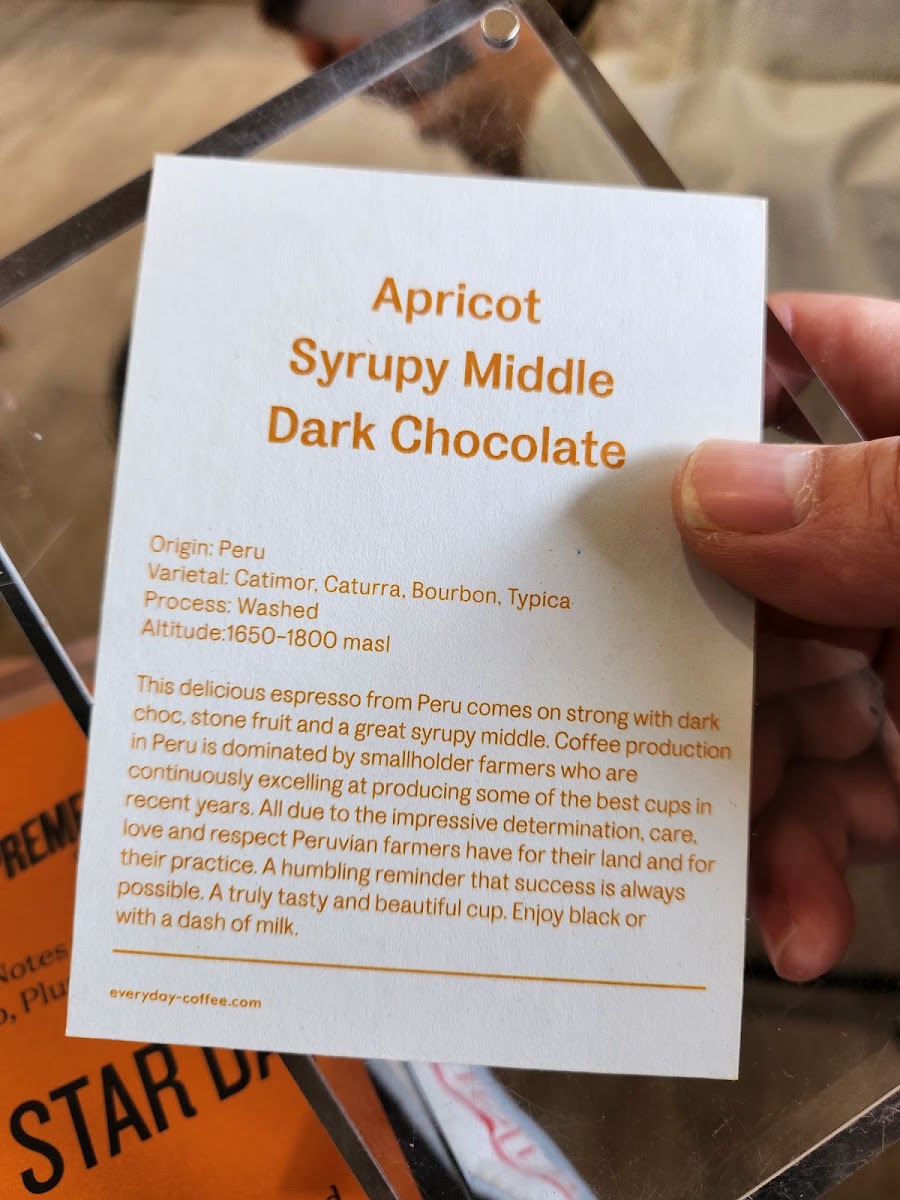 Apricot
Syrupy Middle
Dark Chocolate
Origin: Peru
Varietal: Catimor, Caturra, Bourbon, Typica
Process: Washed
Altitude:1650-1800 masl
This delicious espresso from Peru comes on strong with dark
choc, stone fruit and a great syrupy middle. Coffee production
in Peru is dominated by smallholder farmers who are
continuously excelling at producing some of the best cups in
recent years. All due to the impressive determination, care,
love and respect Peruvian farmers have for their land and for
their practice. A humbling reminder that success is always
possible. A truly tasty and beautiful cup. Enjoy black or
with a dash of milk.
everyday-coffee.com
Notes
STAR